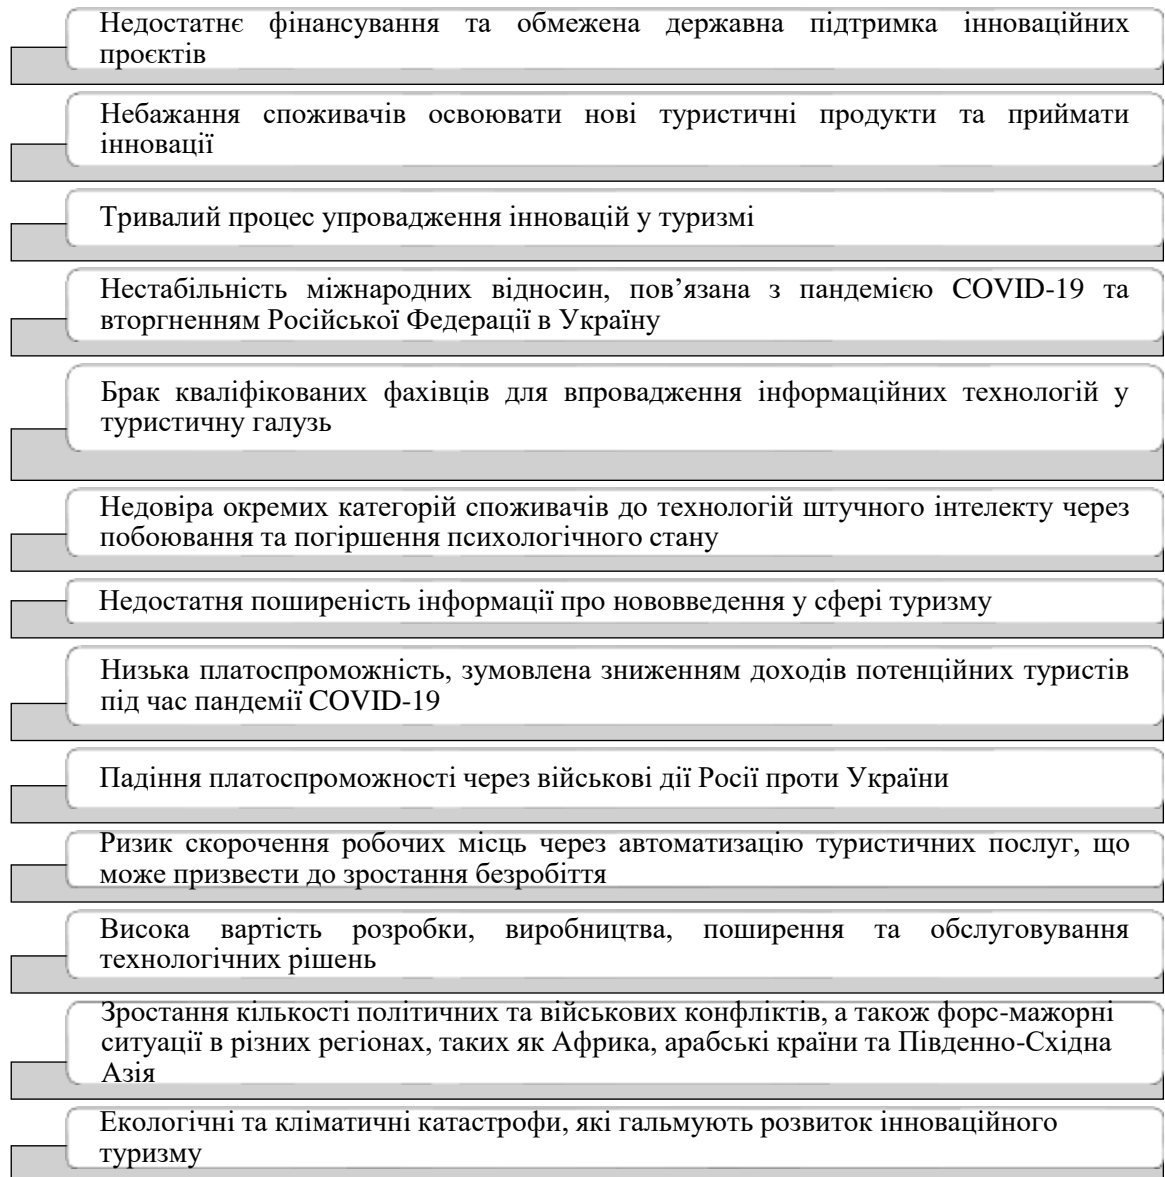 Недостатнє фінансування та обмежена державна підтримка інноваційних
проєктів
Небажання споживачів освоювати нові туристичні продукти та приймати
інновації
Тривалий процес упровадження інновацій у туризмі
Нестабільність міжнародних відносин, пов’язана з пандемією COVID-19 та
вторгненням Російської Федерації в Україну
Брак кваліфікованих фахівців для впровадження інформаційних технологій у
туристичну галузь
Недовіра окремих категорій споживачів до технологій штучного інтелекту через
побоювання та погіршення психологічного стану
Недостатня поширеність інформації про нововведення у сфері туризму
Низька платоспроможність, зумовлена зниженням доходів потенційних туристів
під час пандемії COVID-19
Падіння платоспроможності через військові дії Росії проти України
Ризик скорочення робочих місць через автоматизацію туристичних послуг, що
може призвести до зростання безробіття
Висока вартість розробки, виробництва, поширення та обслуговування
технологічних рішень
Зростання кількості політичних та військових конфліктів, а також форс-мажорні
ситуації в різних регіонах, таких як Африка, арабські країни та Південно-Східна
Азія
Екологічні та кліматичні катастрофи, які гальмують розвиток інноваційного
туризму